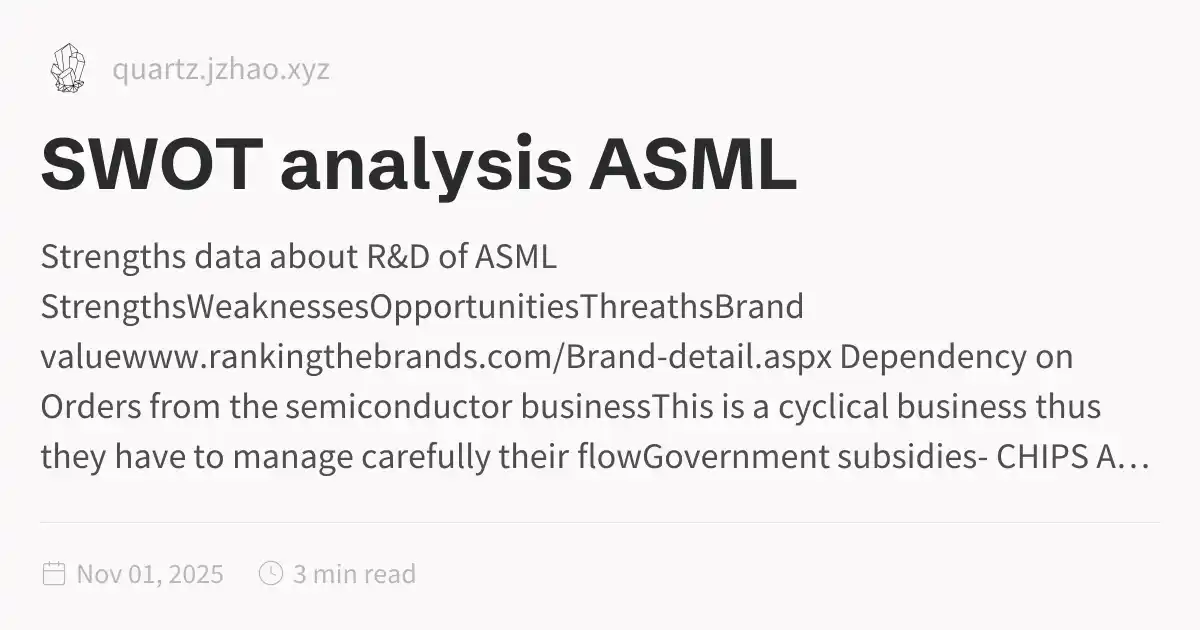 quartz.jzhao.xyz
SWOT analysis ASML
Strengths data about R&D of ASML
StrengthsWeaknessesOpportunitiesThreathsBrand
valuewww.rankingthebrands.com/Brand-detail.aspx Dependency on
Orders from the semiconductor businessThis is a cyclical business thus
they have to manage carefully their flowGovernment subsidies- CHIPS A…
Nov 01, 2025 3 min read